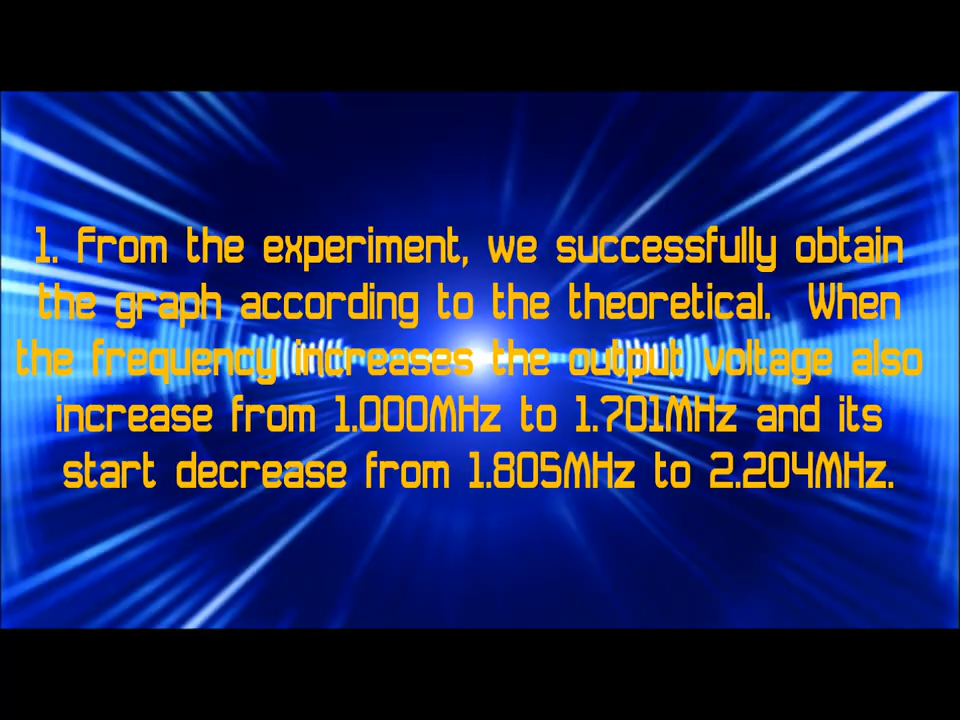 1. From the experiment, we successfully obtain
the graph according to the theoretical. When
the frequency increases the output voltage also
increase from 1.000MHz to 1.701MHz and its
start decrease from 1.805MHz to 2.204MHz.